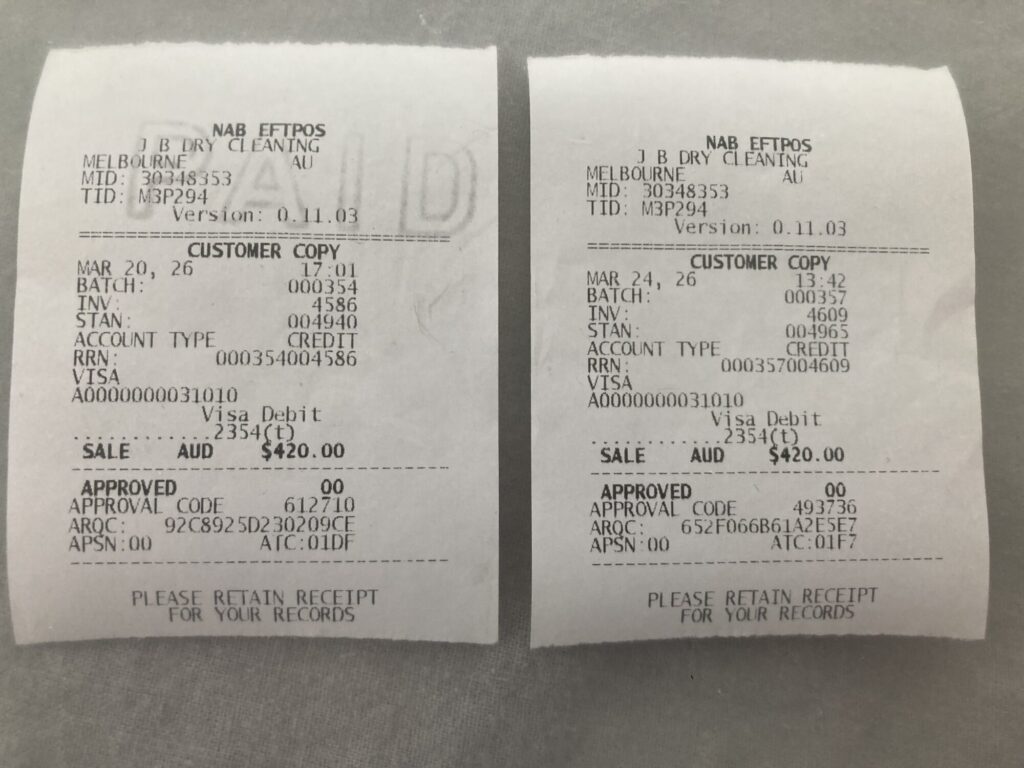 PAID
NAB EFTPOS
J B DRY CLEANING
MELBOURNE AU
MID: 30348353
TID: M3P294
Version: 0.11.03
CUSTOMER COPY
MAR 20, 26 17:01
BATCH: 000354
INV: 4586
STAN: 004940
ACCOUNT TYPE CREDIT
RRN: 000354004586
VISA
A0000000031010
Visa Debit
............2354(t)
SALE AUD $420.00
APPROVED 00
APPROVAL CODE 612710
ARQC: 92C8925D230209CE
APSN:00 ATC:01DF
PLEASE RETAIN RECEIPT
FOR YOUR RECORDS
NAB EFTPOS
J B DRY CLEANING
MELBOURNE AU
MID: 30348353
TID: M3P294
Version: 0.11.03
CUSTOMER COPY
MAR 24, 26 13:42
BATCH: 000357
INV: 4609
STAN: 004965
ACCOUNT TYPE CREDIT
RRN: 000357004609
VISA
A0000000031010
Visa Debit
............2354(t)
SALE AUD $420.00
APPROVED 00
APPROVAL CODE 493736
ARQC: 652F066B61A2E5E7
APSN:00 ATC:01F7
PLEASE RETAIN RECEIPT
FOR YOUR RECORDS